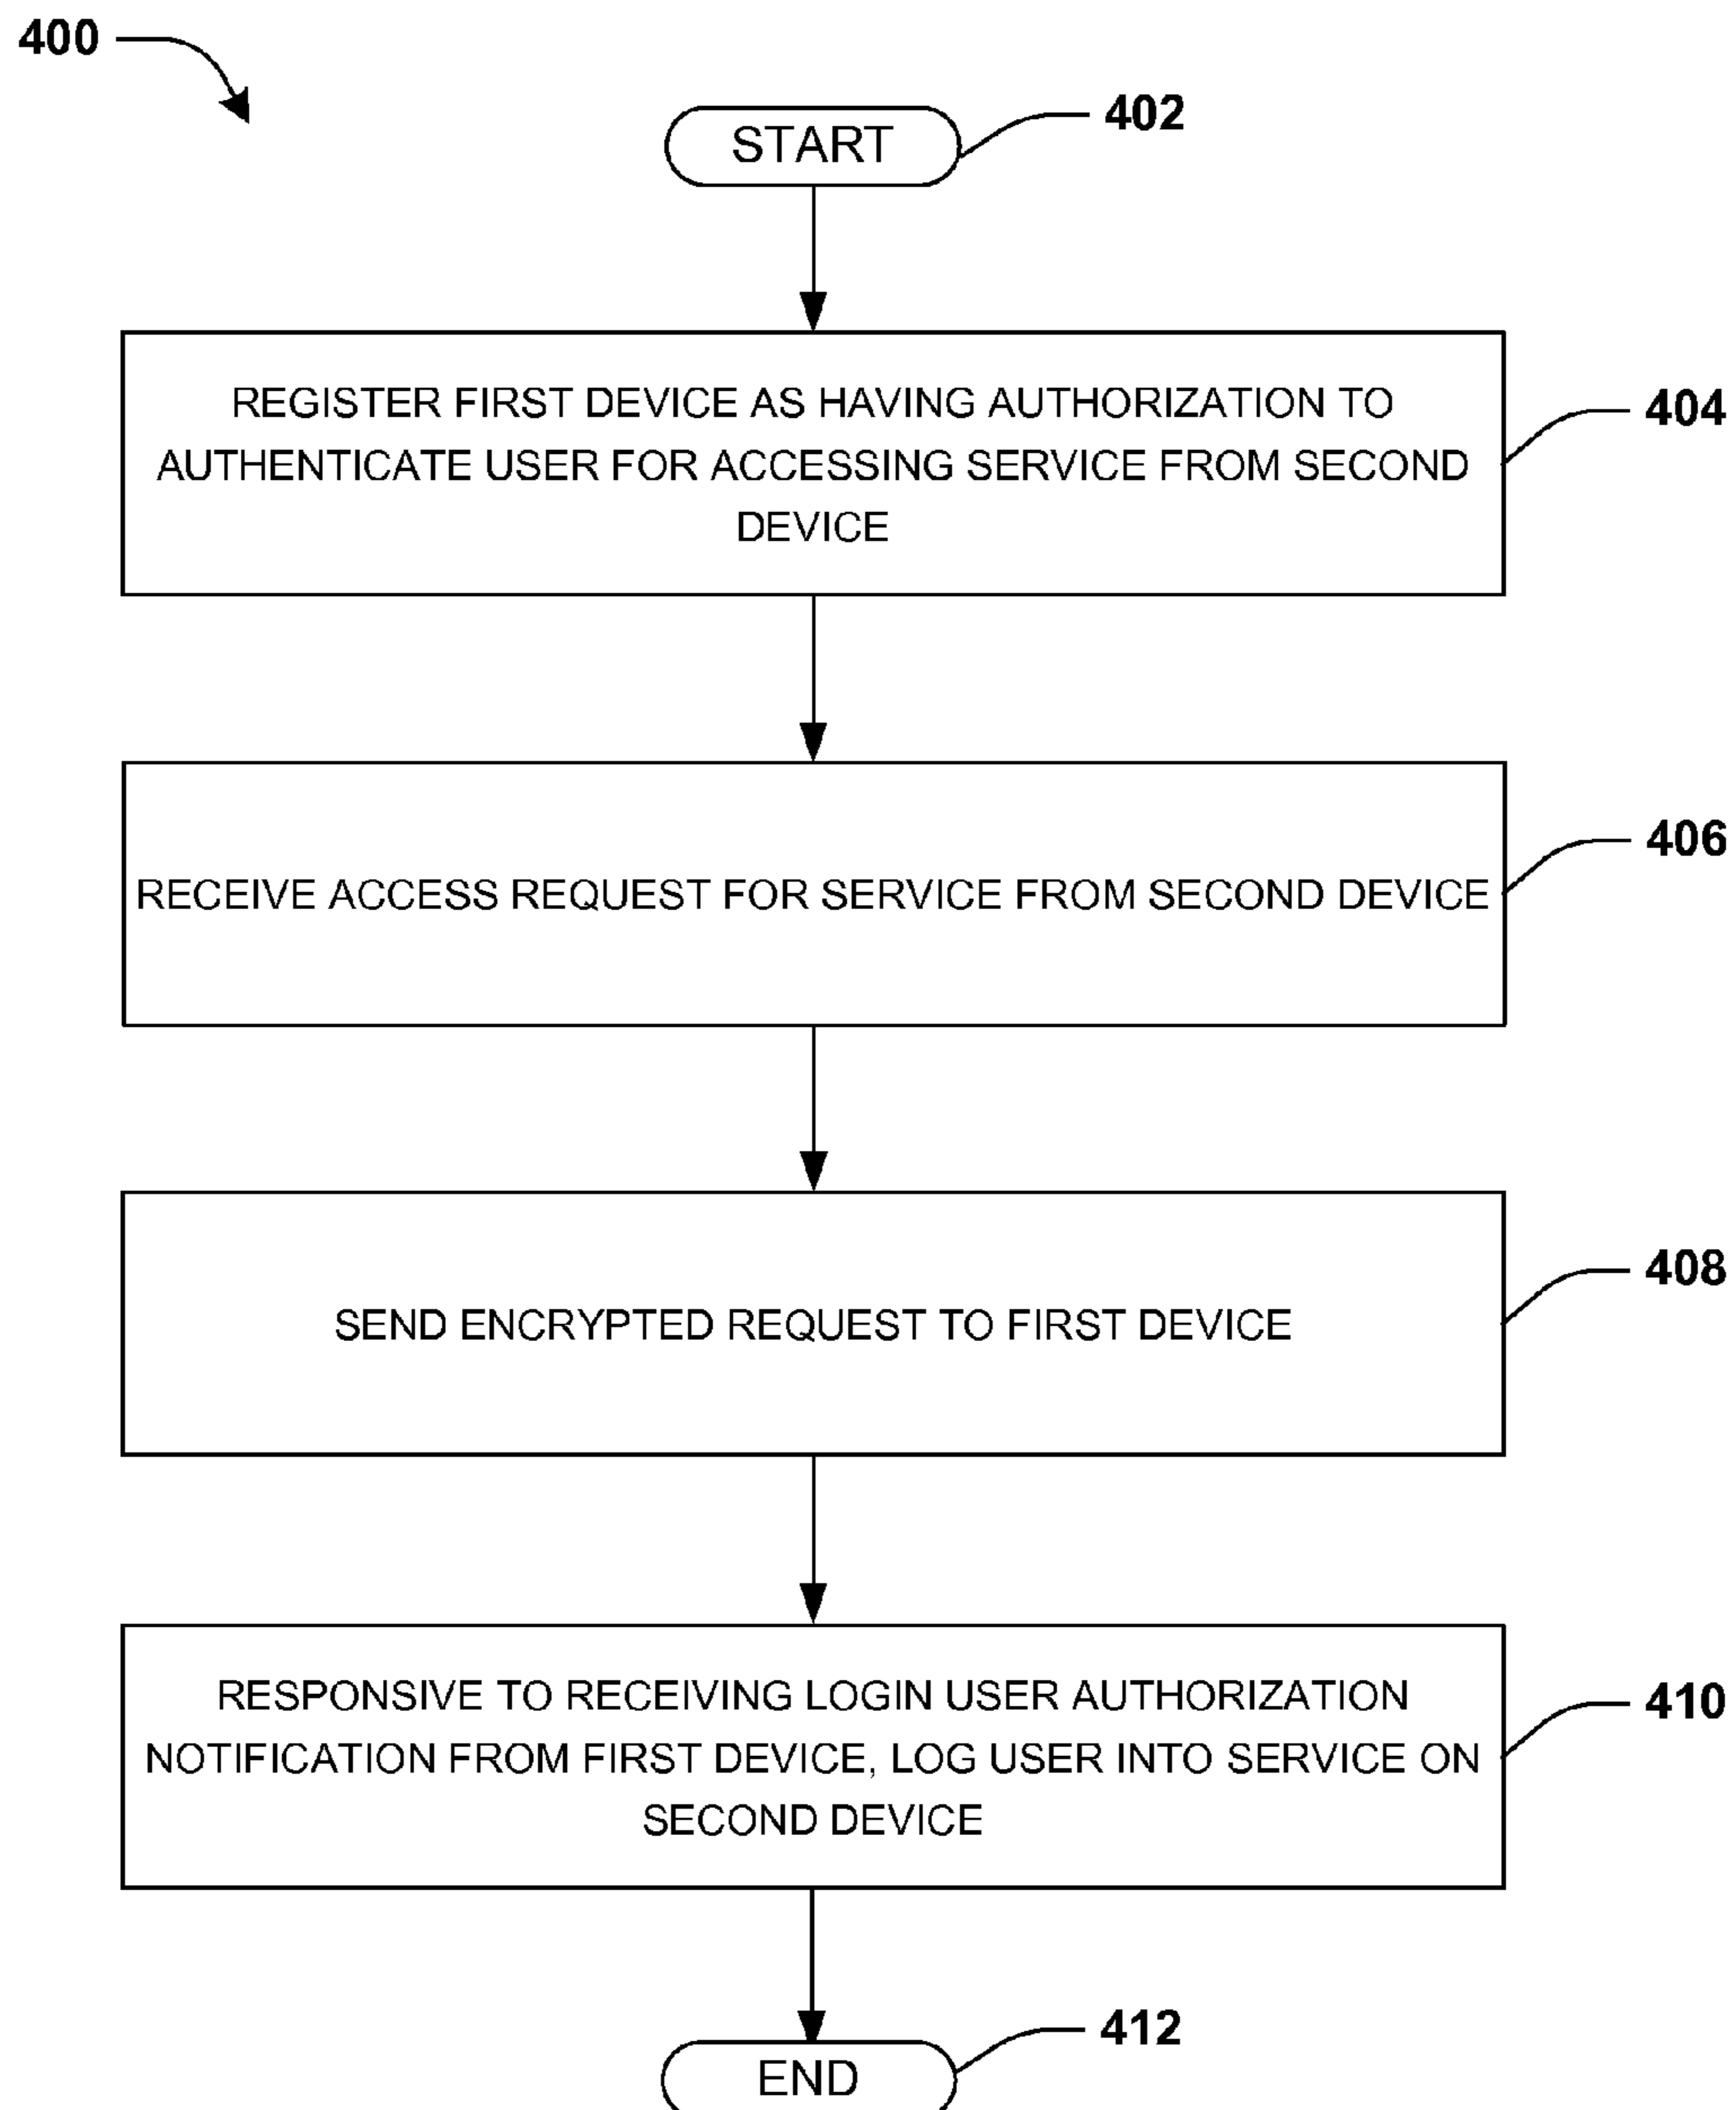 400
START
402
REGISTER FIRST DEVICE AS HAVING AUTHORIZATION TO
AUTHENTICATE USER FOR ACCESSING SERVICE FROM SECOND
DEVICE
404
RECEIVE ACCESS REQUEST FOR SERVICE FROM SECOND DEVICE
406
SEND ENCRYPTED REQUEST TO FIRST DEVICE
408
RESPONSIVE TO RECEIVING LOGIN USER AUTHORIZATION
NOTIFICATION FROM FIRST DEVICE, LOG USER INTO SERVICE ON
SECOND DEVICE
410
END
412